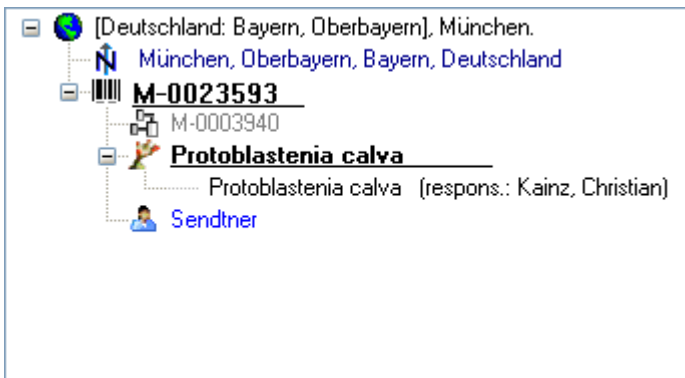 [Deutschland: Bayern, Oberbayern], München.
München, Oberbayern, Bayern, Deutschland
M-0023593
M-0003940
Protoblastenia calva
Protoblastenia calva (respons.: Kainz, Christian)
Sendtner